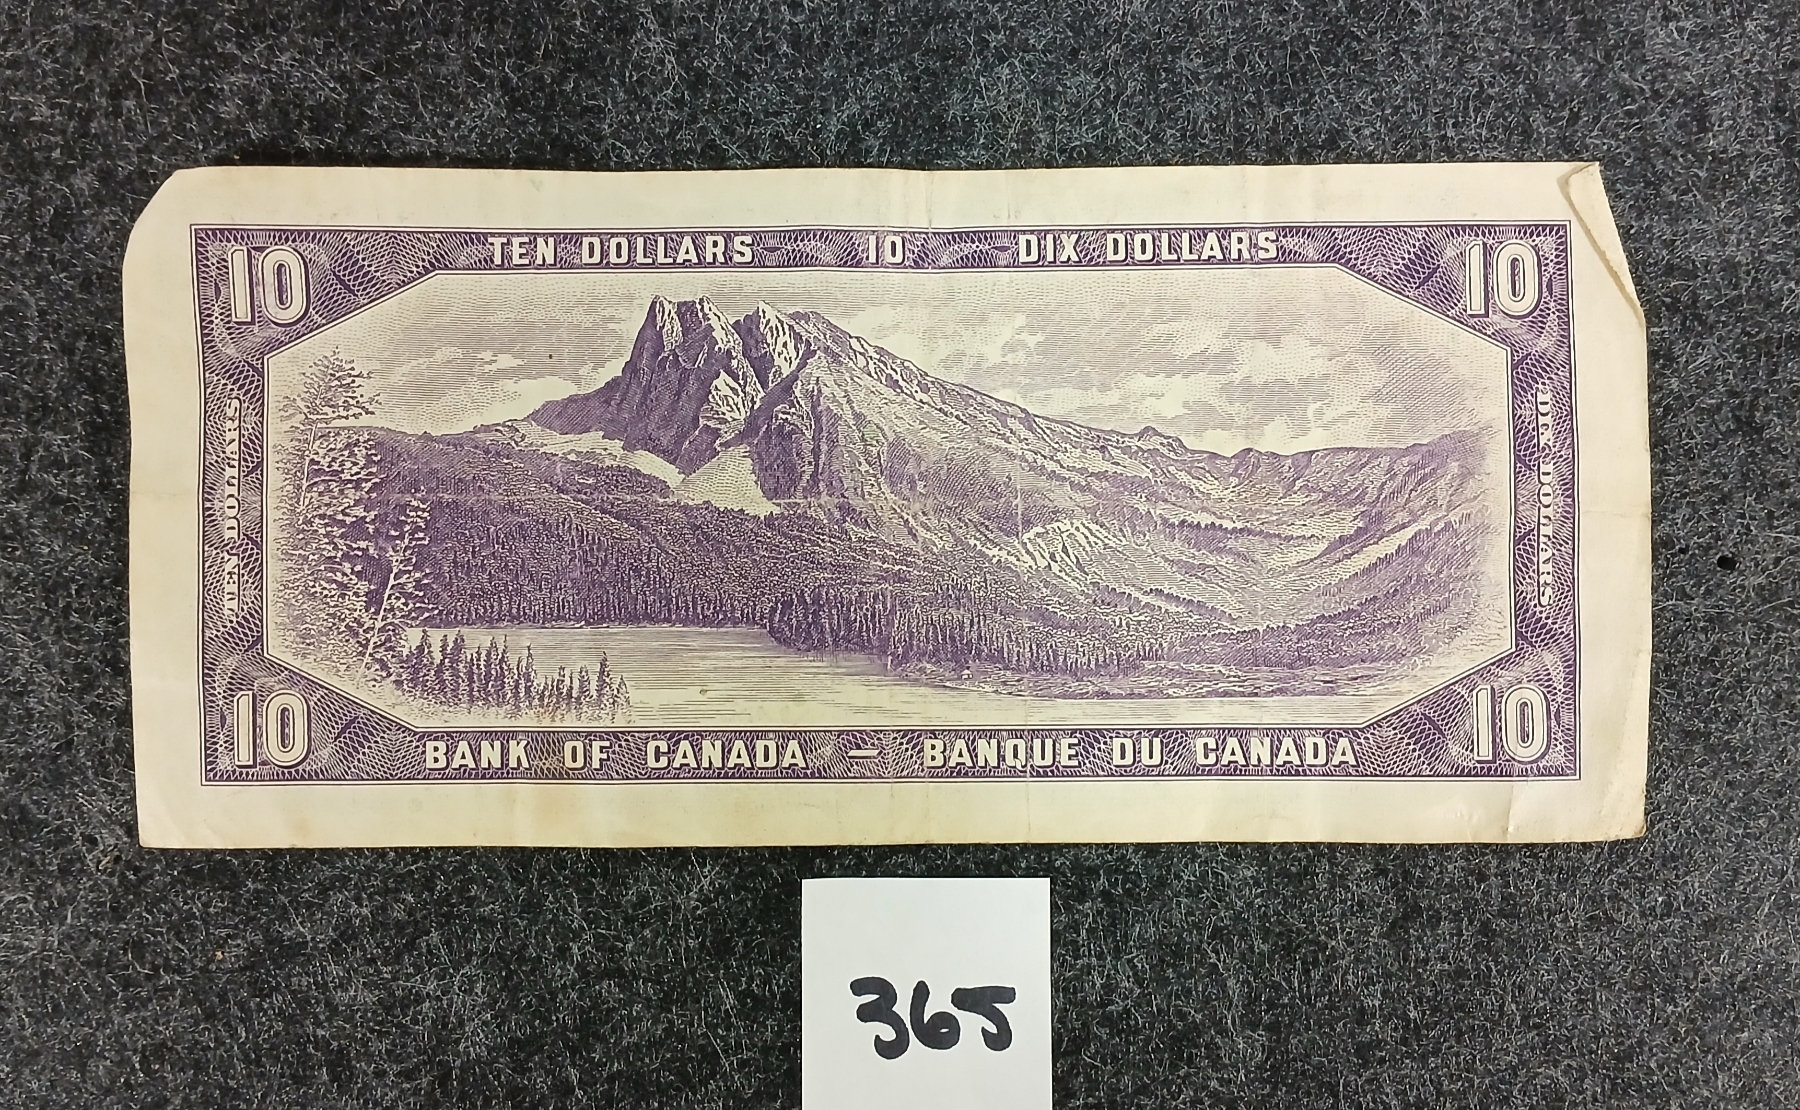 TEN DOLLARS 10 DIX DOLLARS
10 10
TEN DOLLARS
DIX DOLLARS
10 10
BANK OF CANADA — BANQUE DU CANADA
365